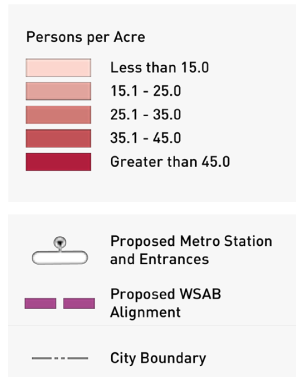 Persons per Acre
Less than 15.0
15.1 - 25.0
25.1 - 35.0
35.1 - 45.0
Greater than 45.0
Proposed Metro Station
and Entrances
Proposed WSAB
Alignment
City Boundary